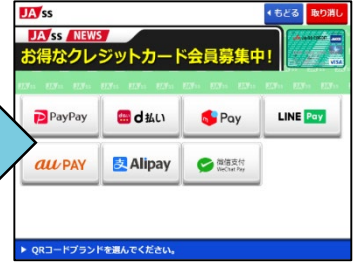 JA/ss
もどる
取り消し
JA/ss NEWS
お得なクレジットカード会員募集中!
VISA
PayPay
d払い
Pay
LINE Pay
au PAY
支 Alipay
微信支付
WeChat Pay
QRコードブランドを選んでください。